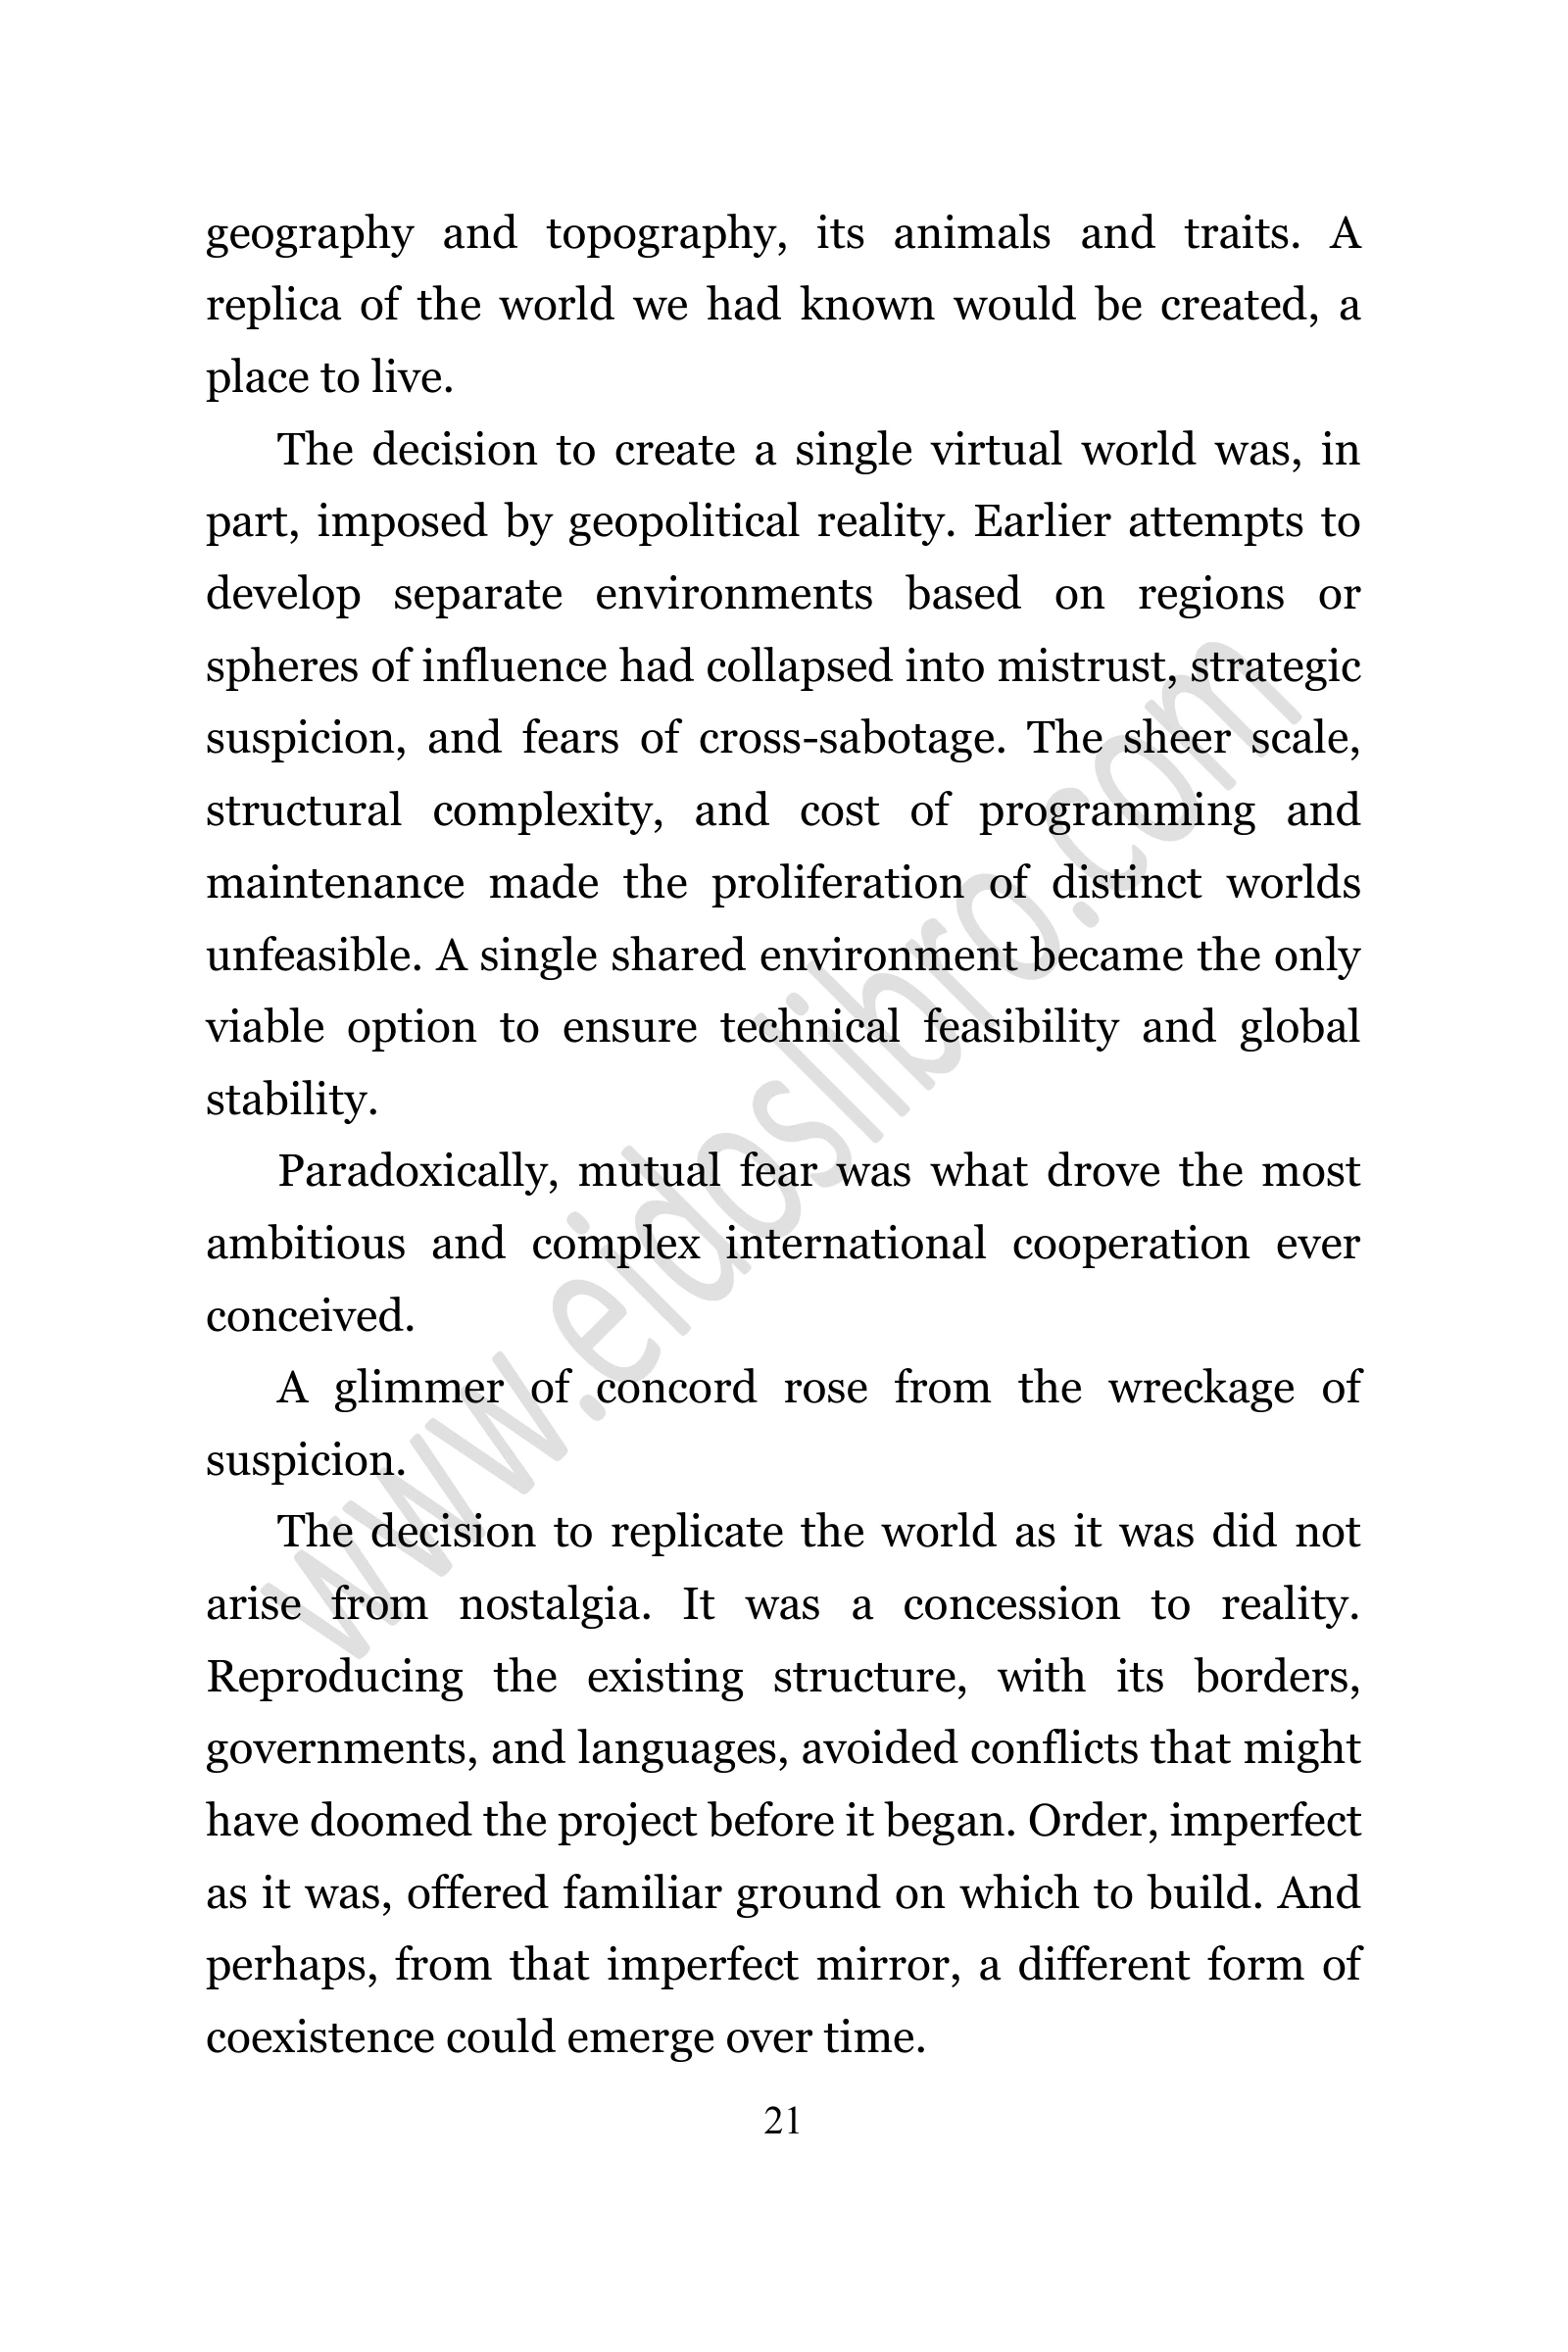 geography and topography, its animals and traits. A
replica of the world we had known would be created, a
place to live.
The decision to create a single virtual world was, in
part, imposed by geopolitical reality. Earlier attempts to
develop separate environments based on regions or
spheres of influence had collapsed into mistrust, strategic
suspicion, and fears of cross-sabotage. The sheer scale,
structural complexity, and cost of programming and
maintenance made the proliferation of distinct worlds
unfeasible. A single shared environment became the only
viable option to ensure technical feasibility and global
stability.
Paradoxically, mutual fear was what drove the most
ambitious and complex international cooperation ever
conceived.
A glimmer of concord rose from the wreckage of
suspicion.
The decision to replicate the world as it was did not
arise from nostalgia. It was a concession to reality.
Reproducing the existing structure, with its borders,
governments, and languages, avoided conflicts that might
have doomed the project before it began. Order, imperfect
as it was, offered familiar ground on which to build. And
perhaps, from that imperfect mirror, a different form of
coexistence could emerge over time.
21
www.eidoslibro.com